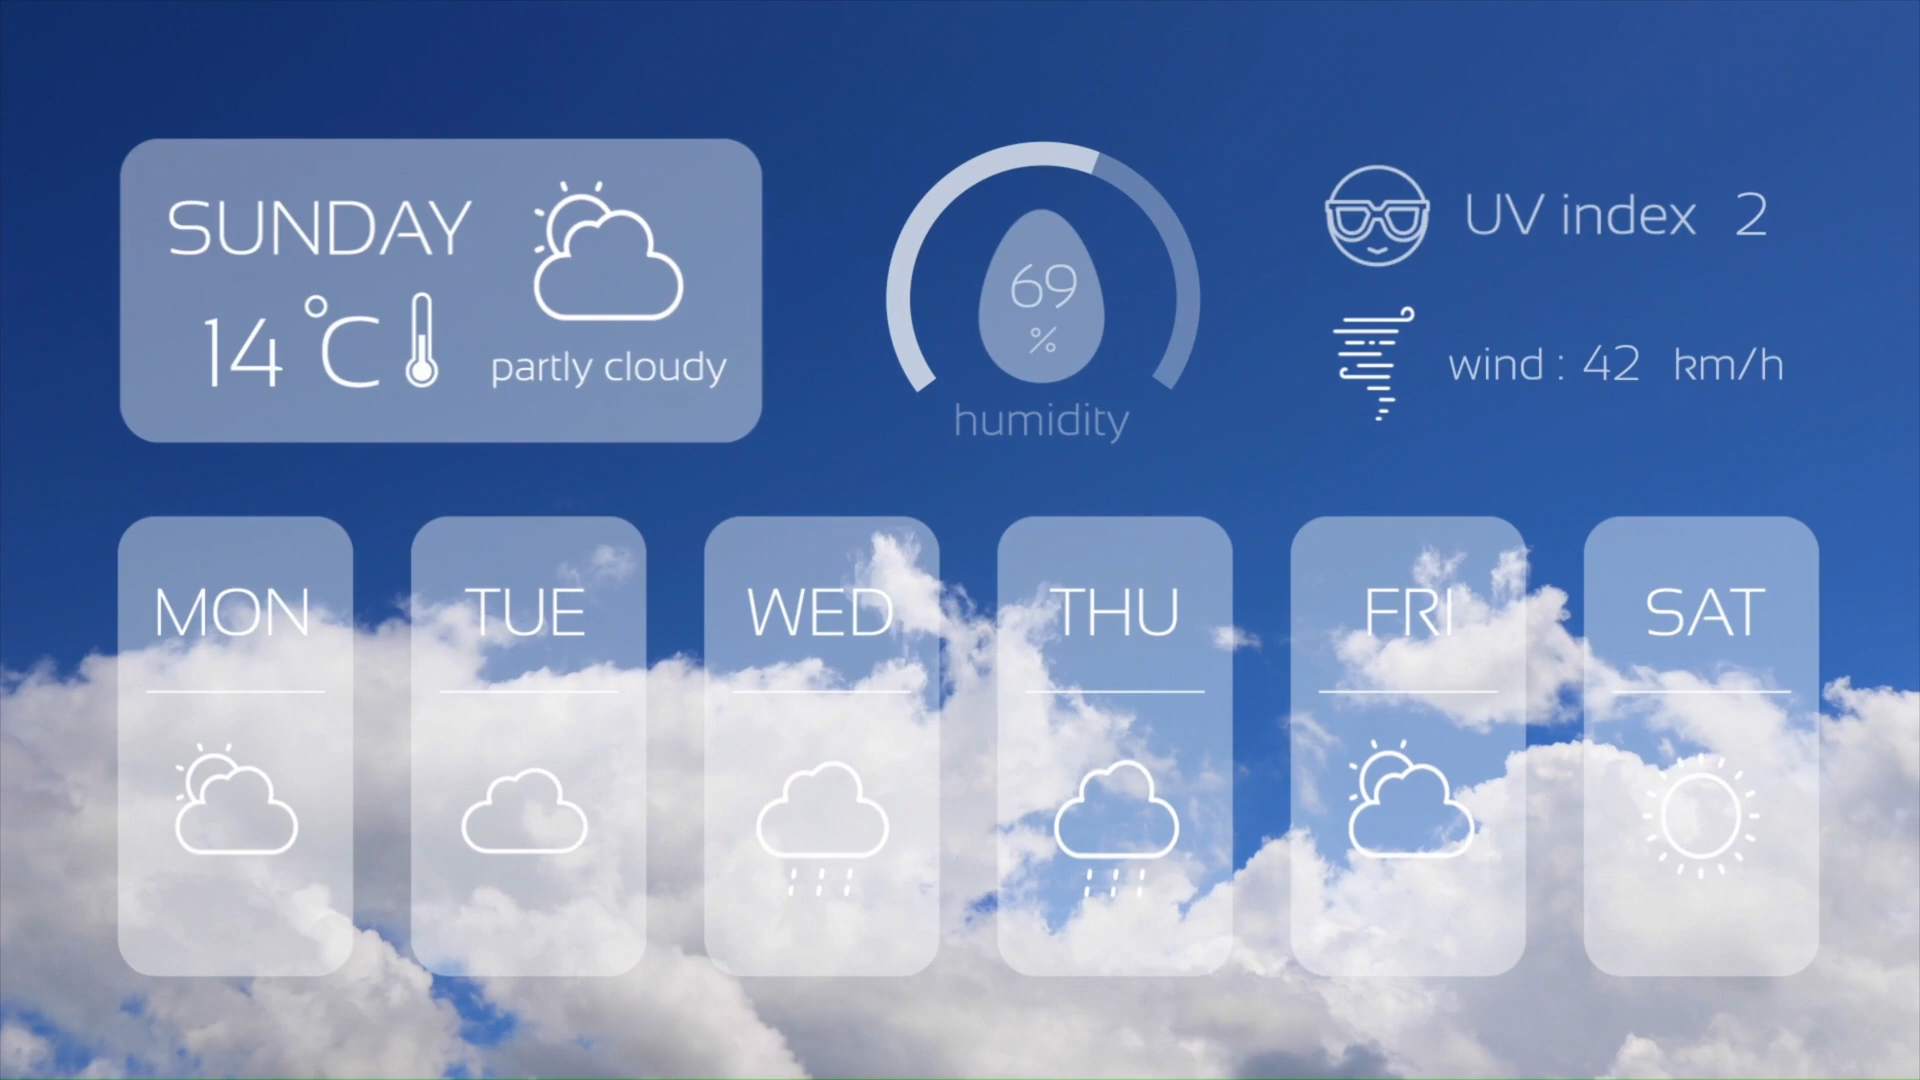 SUNDAY
14 °C
partly cloudy
69
%
humidity
UV index 2
wind : 42 km/h
MON
TUE
WED
THU
FRI
SAT